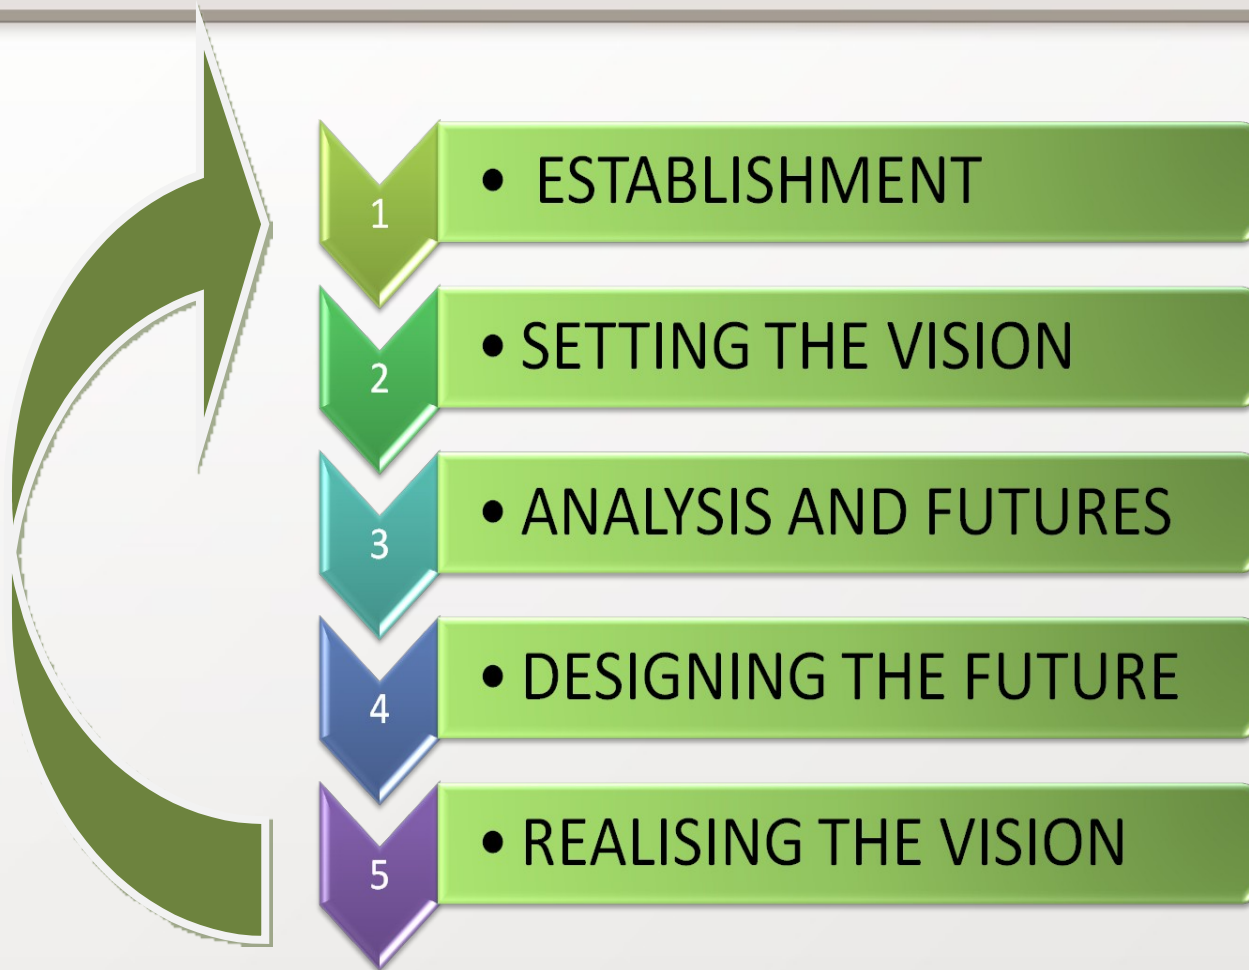 1
• ESTABLISHMENT
2
• SETTING THE VISION
3
• ANALYSIS AND FUTURES
4
• DESIGNING THE FUTURE
5
• REALISING THE VISION